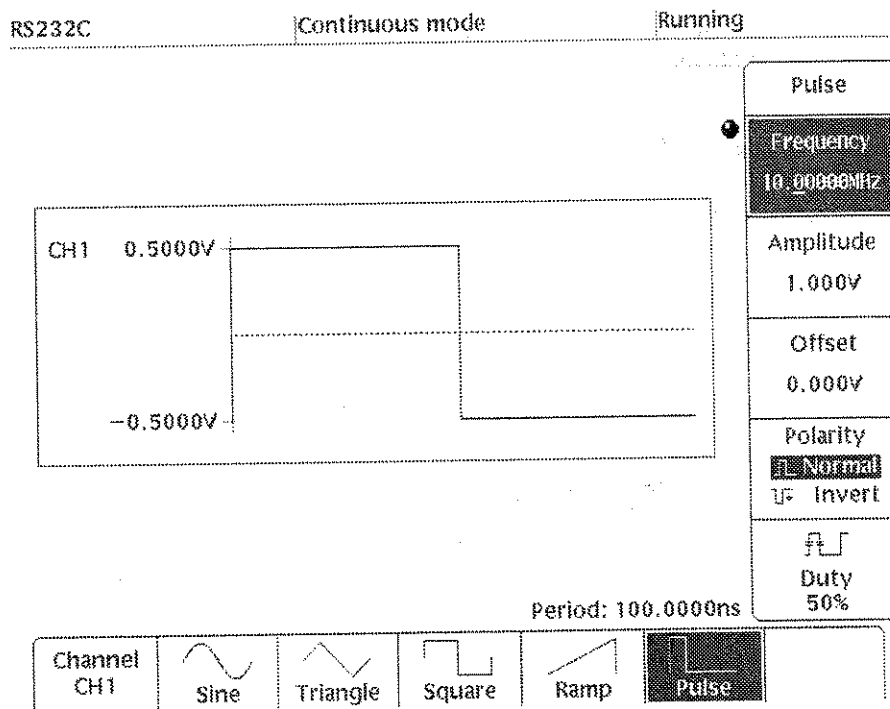 RS232C
Continuous mode
Running
Pulse
Frequency
10.00000MHz
Amplitude
1.000V
Offset
0.000V
Polarity
Normal
Invert
Duty
50%
CH1 0.5000V
-0.5000V
Period: 100.0000ns
Channel
CH1
Sine
Triangle
Square
Ramp
Pulse